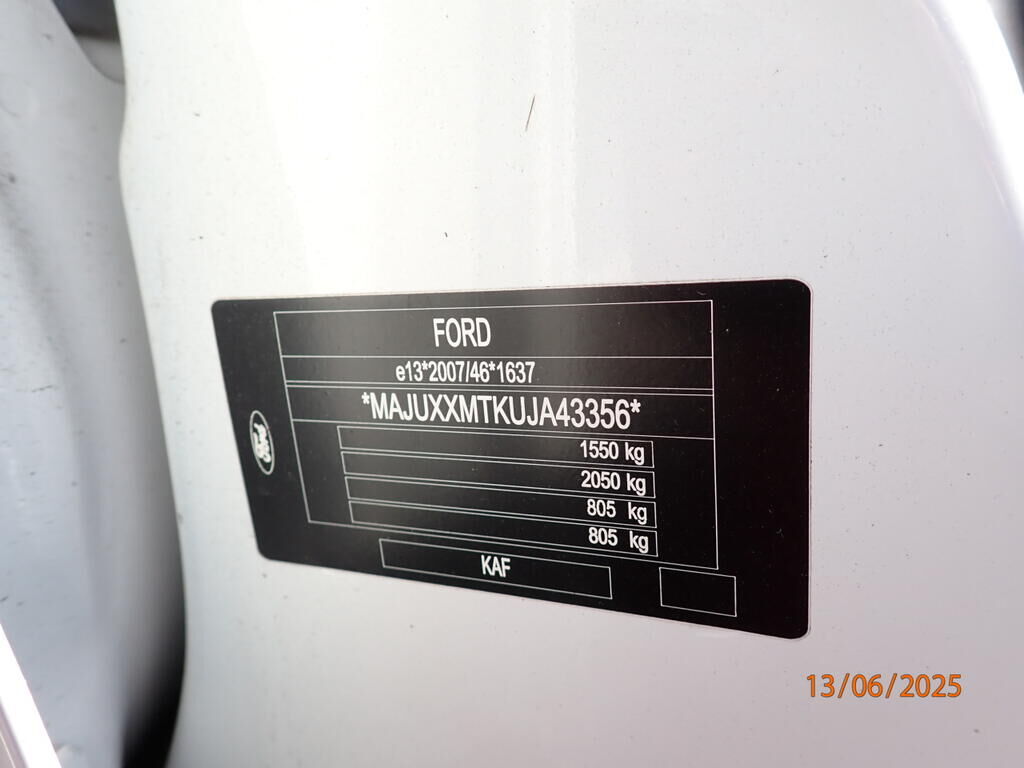 FORD
e13*2007/46*1637
*MAJUXXMTKUJA43356*
1550 kg
2050 kg
805 kg
805 kg
KAF
13/06/2025